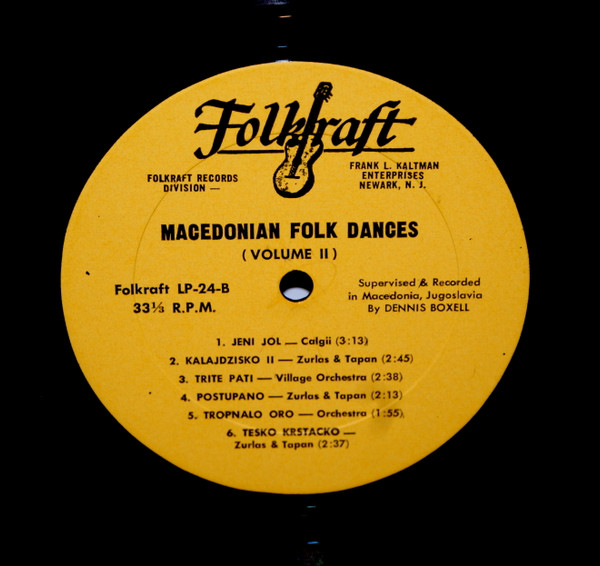 Folkraft
FOLKRAFT RECORDS
DIVISION —
FRANK L. KALTMAN
ENTERPRISES
NEWARK, N. J.
MACEDONIAN FOLK DANCES
(VOLUME II)
Folkraft LP-24-B
33⅓ R.P.M.
Supervised & Recorded
in Macedonia, Jugoslavia
By DENNIS BOXELL
1. JENI JOL — Calgii (3:13)
2. KALAJDZISKO II — Zurlas & Tapan (2:45)
3. TRITE PATI — Village Orchestra (2:38)
4. POSTUPANO — Zurlas & Tapan (2:13)
5. TROPNALO ORO — Orchestra (1:55)
6. TESKO KRSTACKO —
Zurlas & Tapan (2:37)